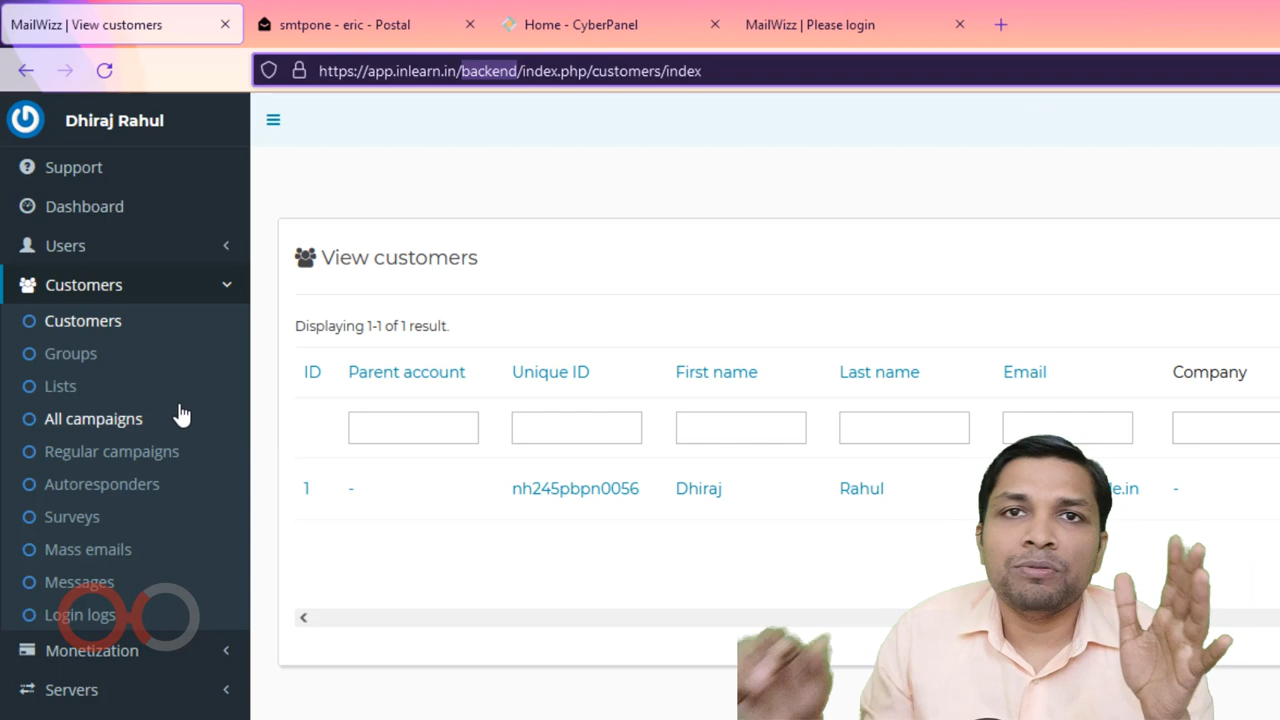 MailWizz | View customers
smtpone - eric - Postal
Home - CyberPanel
MailWizz | Please login
https://app.inlearn.in/backend/index.php/customers/index
Dhiraj Rahul
Support
Dashboard
Users
Customers
Customers
Groups
Lists
All campaigns
Regular campaigns
Autoresponders
Surveys
Mass emails
Messages
Login logs
Monetization
Servers
View customers
Displaying 1-1 of 1 result.
ID Parent account Unique ID First name Last name Email Company
1 - nh245pbpn0056 Dhiraj Rahul le.in -